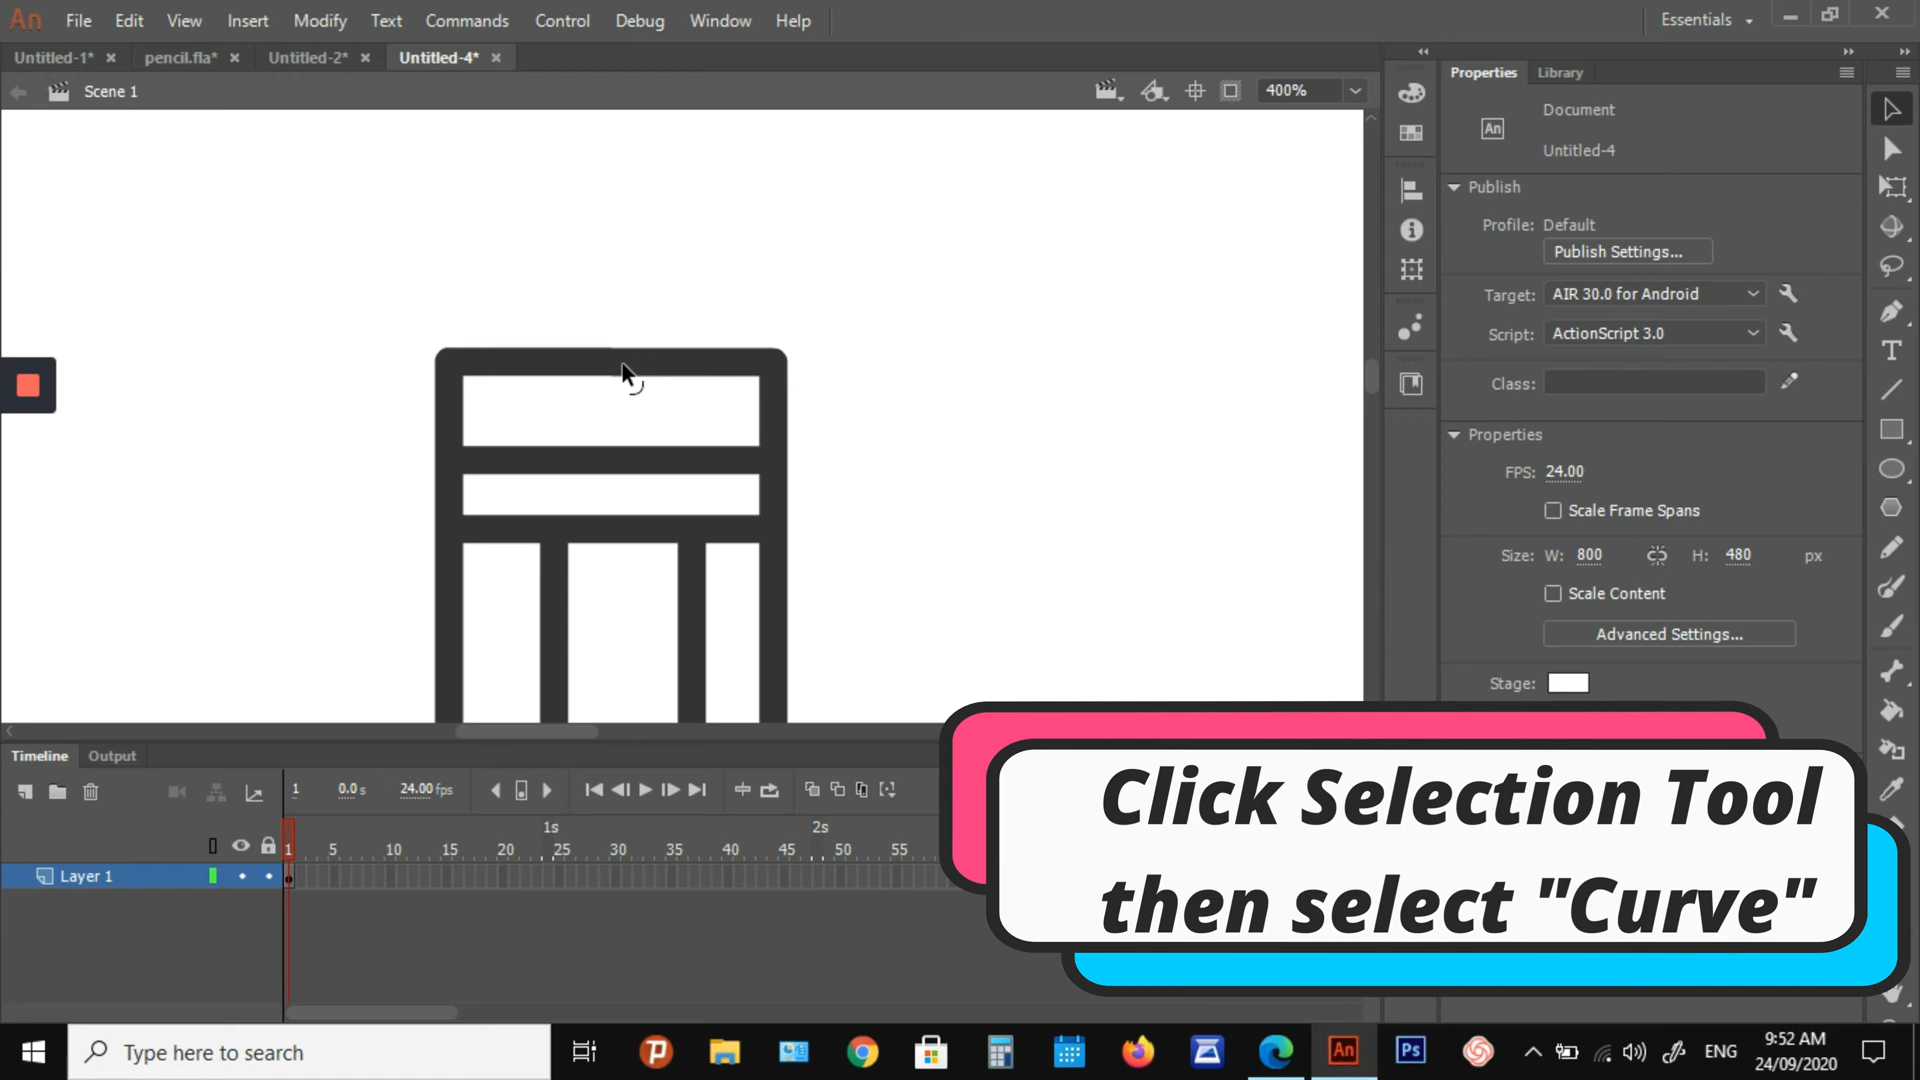 An File Edit View Insert Modify Text Commands Control Debug Window Help Essentials
Untitled-1* pencil.fla* Untitled-2* Untitled-4*
Scene 1 400%
Properties Library
An Document
Untitled-4
Publish
Profile: Default
Publish Settings...
Target: AIR 30.0 for Android
Script: ActionScript 3.0
Class:
Properties
FPS: 24.00
Scale Frame Spans
Size: W: 800 H: 480 px
Scale Content
Advanced Settings...
Stage:
T
Timeline Output
1 0.0 s 24.00 fps
1s 2s
1 5 10 15 20 25 30 35 40 45 50 55
Layer 1
Click Selection Tool
then select "Curve"
Type here to search
An Ps ENG
9:52 AM
24/09/2020